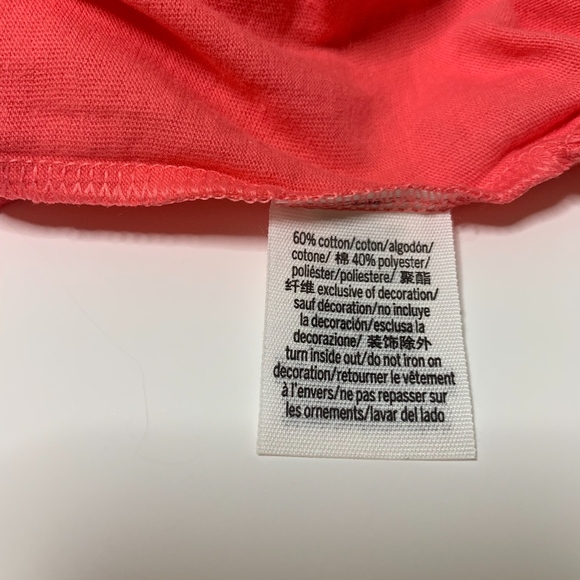 60% cotton/coton/algodón/
cotone/ 棉 40% polyester/
poliéster/poliestere/ 聚酯
纤维 exclusive of decoration/
sauf décoration/no incluye
la decoración/esclusa la
decorazione/ 装饰除外
turn inside out/do not iron on
decoration/retourner le vêtement
à l'envers/ne pas repasser sur
les ornements/lavar del lado